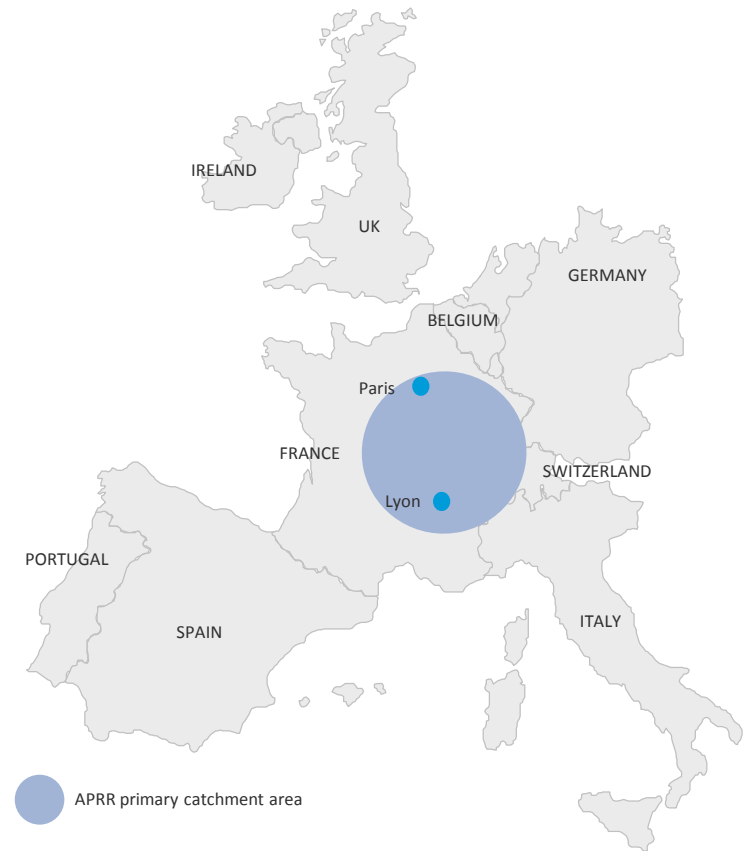 IRELAND
UK
GERMANY
BELGIUM
Paris
FRANCE
SWITZERLAND
Lyon
PORTUGAL
ITALY
SPAIN
APRR primary catchment area